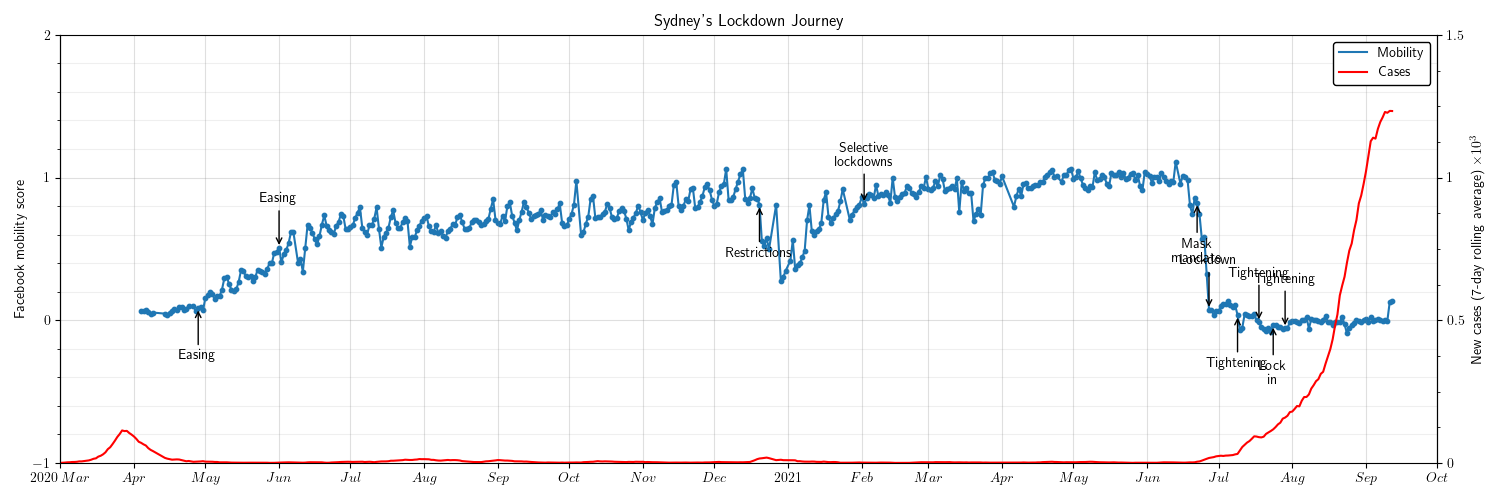 Sydney's Lockdown Journey
2
1
0
−1
Facebook mobility score
1.5
1
0.5
0
New cases (7-day rolling average) ×10³
Mobility
Cases
Selective
lockdowns
Easing
Restrictions
Mask
mandate
Lockdown
Tightening
Tightening
Easing
Tightening
Lock
in
2020 Mar Apr May Jun Jul Aug Sep Oct Nov Dec 2021 Feb Mar Apr May Jun Jul Aug Sep Oct